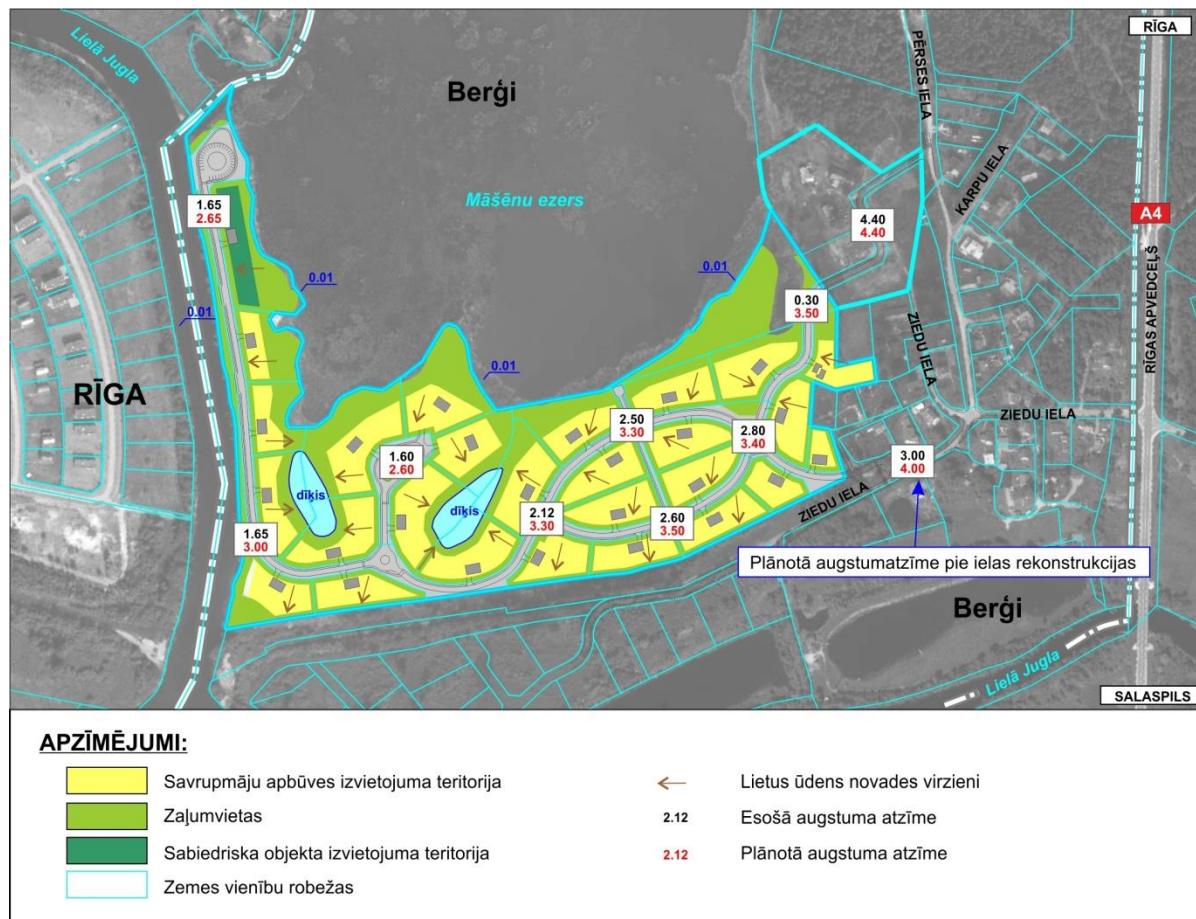 RĪGA
Lielā Jugla
Berģi
PĒRSES IELA
KARPU IELA
Māšēnu ezers
A4
1.65
2.65
4.40
4.40
0.01
0.01
0.01
0.30
3.50
RĪGAS APVEDCEĻŠ
ZIEDU IELA
0.01
RĪGA
2.50
3.30
2.80
3.40
ZIEDU IELA
1.60
2.60
3.00
4.00
dīķis
dīķis
ZIEDU IELA
2.12
3.30
2.60
3.50
1.65
3.00
Plānotā augstumatzīme pie ielas rekonstrukcijas
Berģi
Lielā Jugla
SALASPILS
APZĪMĒJUMI:
Savrupmāju apbūves izvietojuma teritorija
Zaļumvietas
Sabiedriska objekta izvietojuma teritorija
Zemes vienību robežas
Lietus ūdens novades virzieni
2.12 Esošā augstuma atzīme
2.12 Plānotā augstuma atzīme